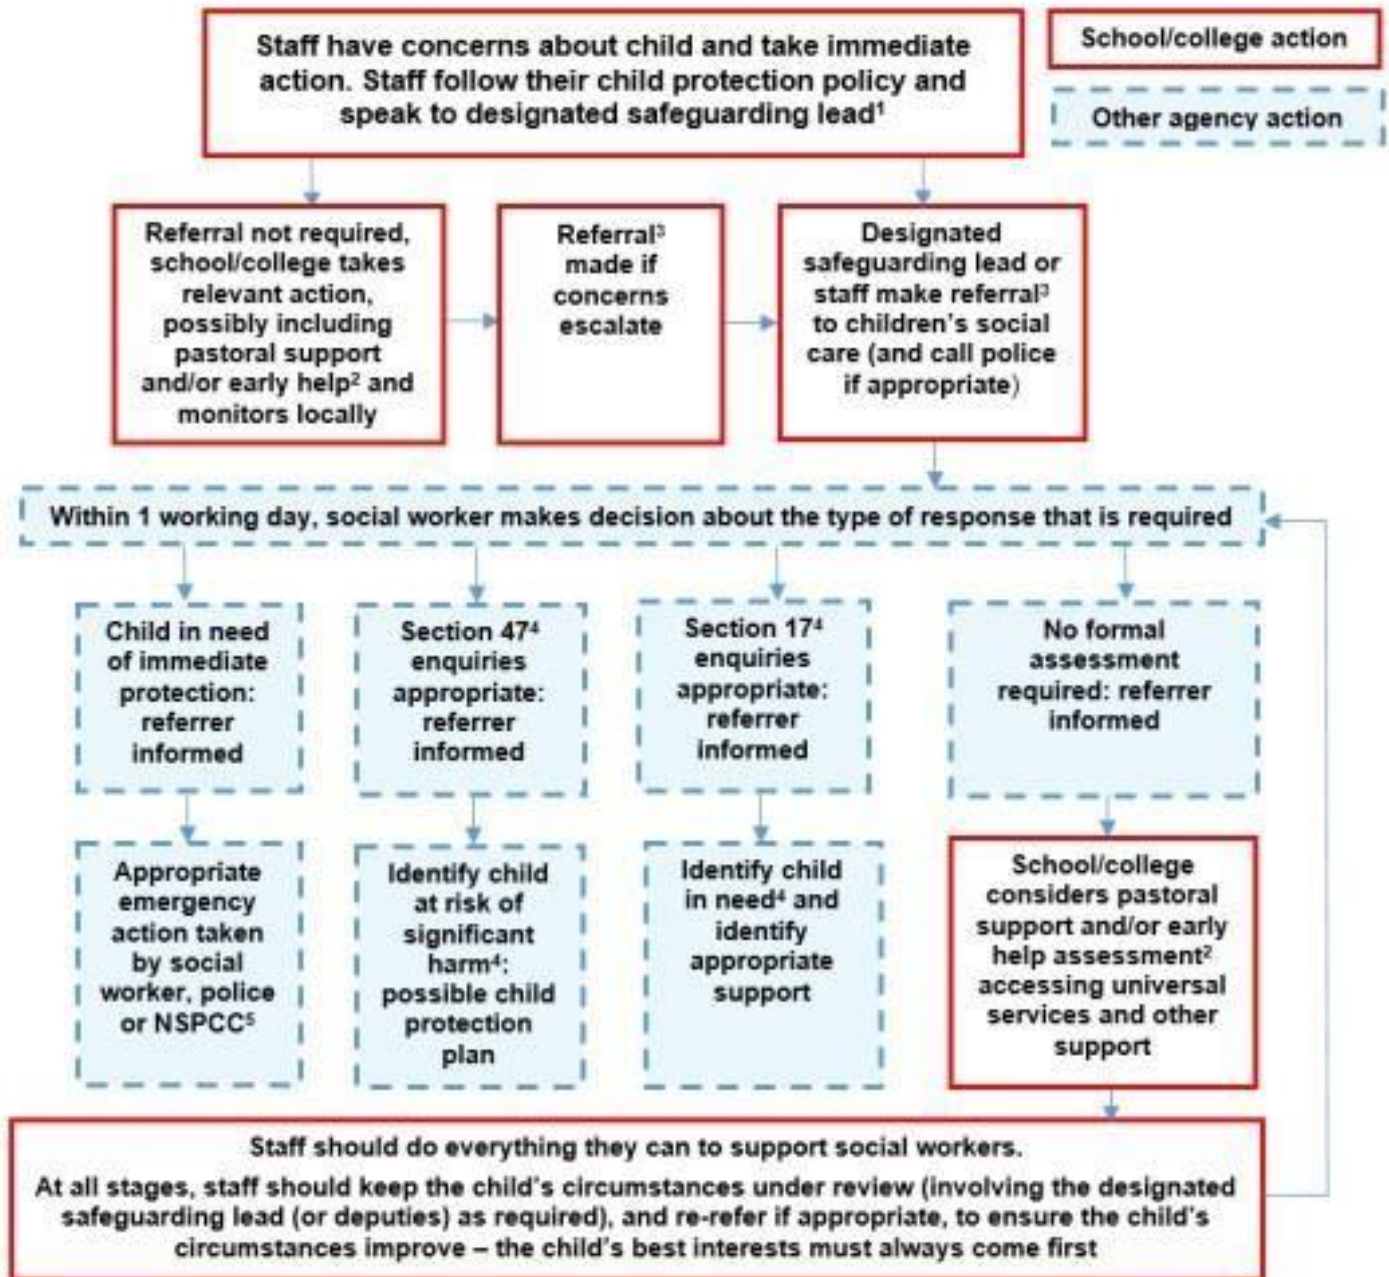 Staff have concerns about child and take immediate
action. Staff follow their child protection policy and
speak to designated safeguarding lead¹
School/college action
Other agency action
Referral not required,
school/college takes
relevant action,
possibly including
pastoral support
and/or early help² and
monitors locally
Referral³
made if
concerns
escalate
Designated
safeguarding lead or
staff make referral³
to children's social
care (and call police
if appropriate)
Within 1 working day, social worker makes decision about the type of response that is required
Child in need
of immediate
protection:
referrer
informed
Section 47⁴
enquiries
appropriate:
referrer
informed
Section 17⁴
enquiries
appropriate:
referrer
informed
No formal
assessment
required: referrer
informed
Appropriate
emergency
action taken
by social
worker, police
or NSPCC⁵
Identify child
at risk of
significant
harm⁴:
possible child
protection
plan
Identify child
in need⁴ and
identify
appropriate
support
School/college
considers pastoral
support and/or early
help assessment²
accessing universal
services and other
support
Staff should do everything they can to support social workers.
At all stages, staff should keep the child's circumstances under review (involving the designated
safeguarding lead (or deputies) as required), and re-refer if appropriate, to ensure the child's
circumstances improve – the child's best interests must always come first